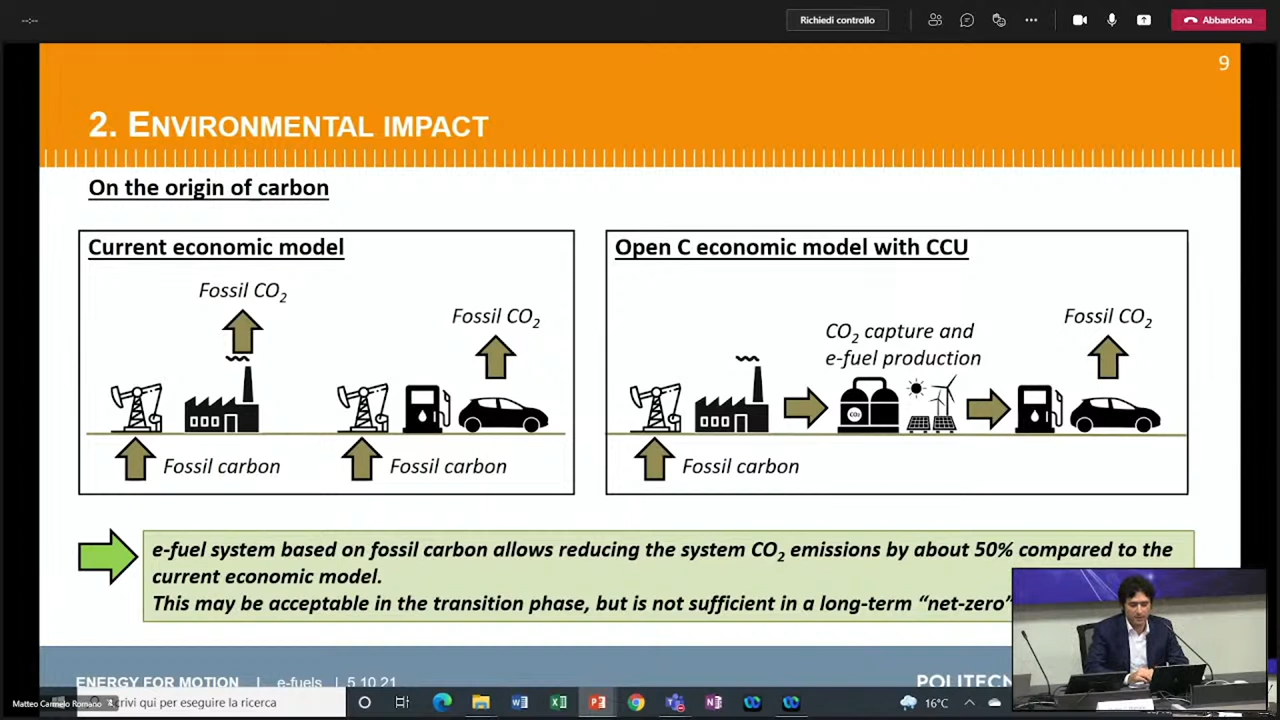 --:--
Richiedi controllo
Abbandona
9
2. ENVIRONMENTAL IMPACT
On the origin of carbon
Current economic model
Fossil CO2
Fossil CO2
Fossil carbon
Fossil carbon
Open C economic model with CCU
CO2 capture and
e-fuel production
Fossil CO2
CO2
Fossil carbon
e-fuel system based on fossil carbon allows reducing the system CO2 emissions by about 50% compared to the
current economic model.
This may be acceptable in the transition phase, but is not sufficient in a long-term “net-zero”
ENERGY FOR MOTION | e-fuels | 5.10.21
POLITECN
Matteo Carmelo Romano
crivi qui per eseguire la ricerca
16°C